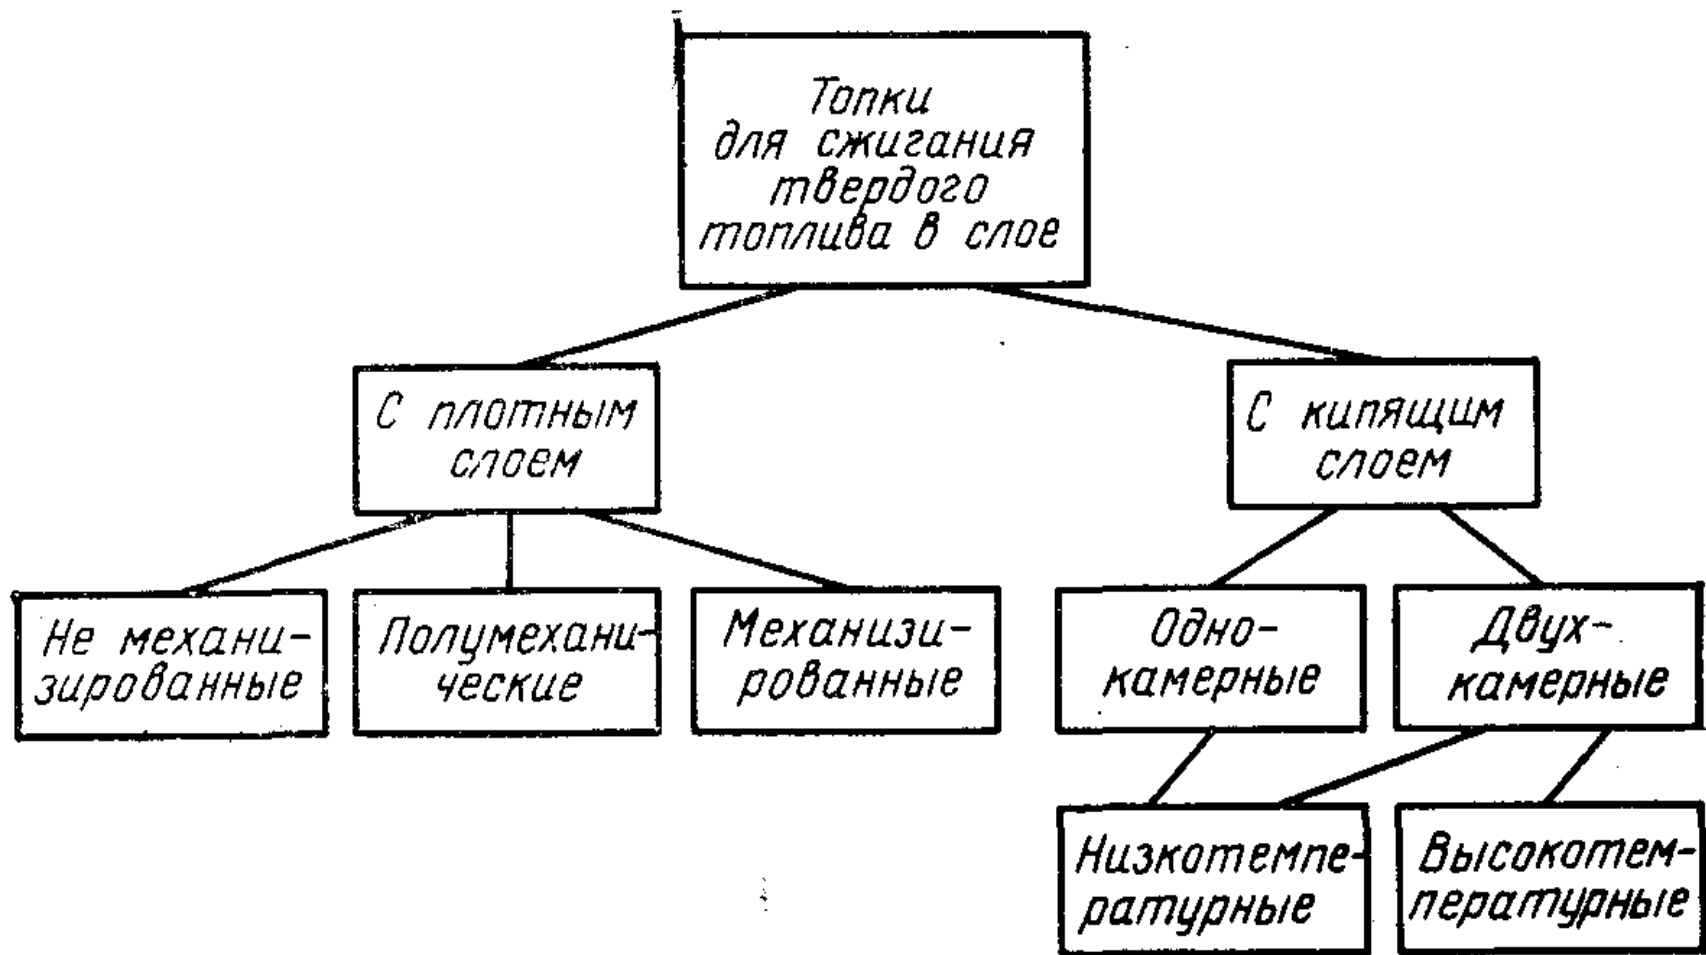 Топки
для сжигания
твердого
топлива в слое
С плотным
слоем
С кипящим
слоем
Не механи-
зированные
Полумехани-
ческие
Механизи-
рованные
Одно-
камерные
Двух-
камерные
Низкотемпе-
ратурные
Высокотем-
пературные